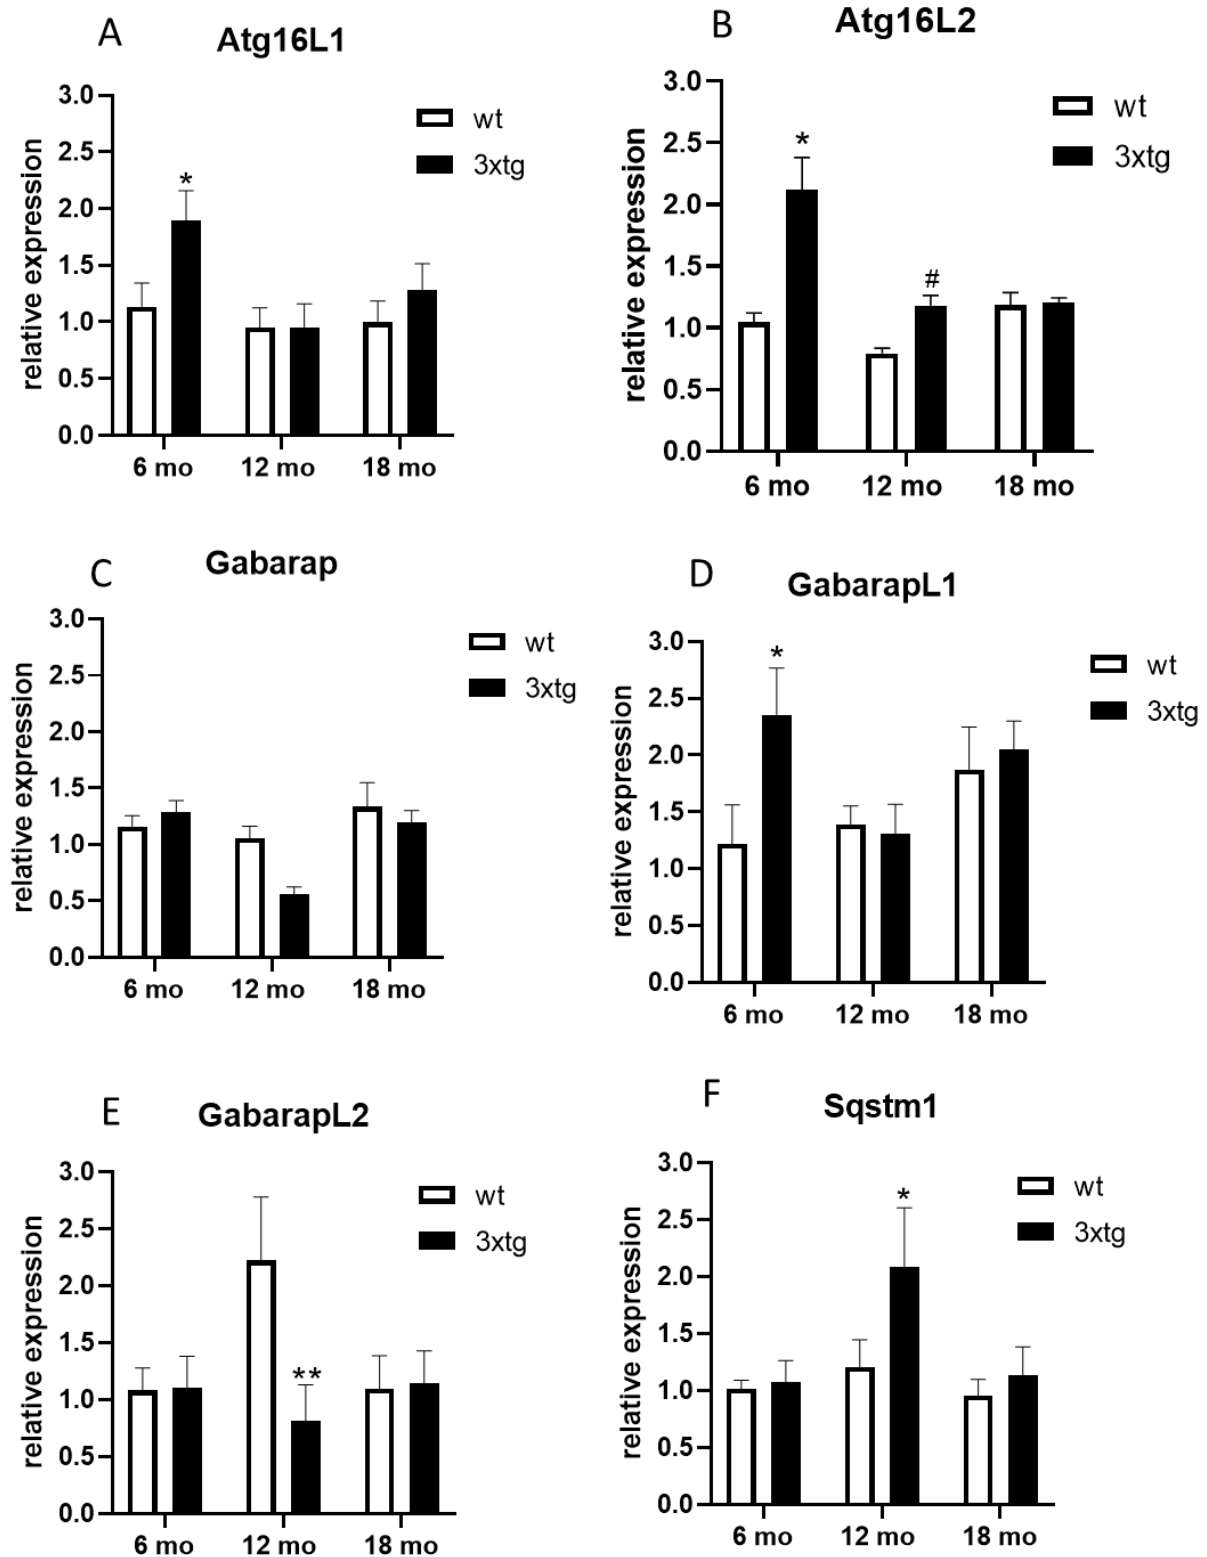 A
Atg16L1
3.0
2.5
2.0
1.5
1.0
0.5
0.0
relative expression
*
wt
3xtg
6 mo 12 mo 18 mo
B
Atg16L2
3.0
2.5
2.0
1.5
1.0
0.5
0.0
relative expression
*
#
wt
3xtg
6 mo 12 mo 18 mo
C
Gabarap
3.0
2.5
2.0
1.5
1.0
0.5
0.0
relative expression
wt
3xtg
6 mo 12 mo 18 mo
D
GabarapL1
3.0
2.5
2.0
1.5
1.0
0.5
0.0
relative expression
*
wt
3xtg
6 mo 12 mo 18 mo
E
GabarapL2
3.0
2.5
2.0
1.5
1.0
0.5
0.0
relative expression
**
wt
3xtg
6 mo 12 mo 18 mo
F
Sqstm1
3.0
2.5
2.0
1.5
1.0
0.5
0.0
relative expression
*
wt
3xtg
6 mo 12 mo 18 mo